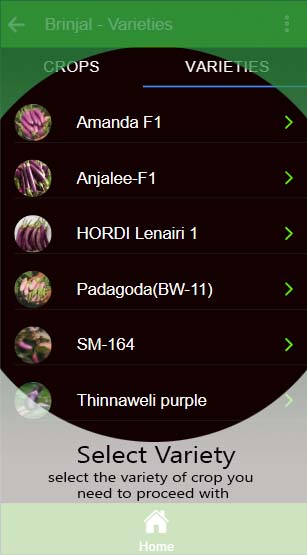 Brinjal - Varieties
CROPS VARIETIES
Amanda F1
Anjalee-F1
HORDI Lenairi 1
Padagoda(BW-11)
SM-164
Thinnaweli purple
Select Variety
select the variety of crop you
need to proceed with
Home